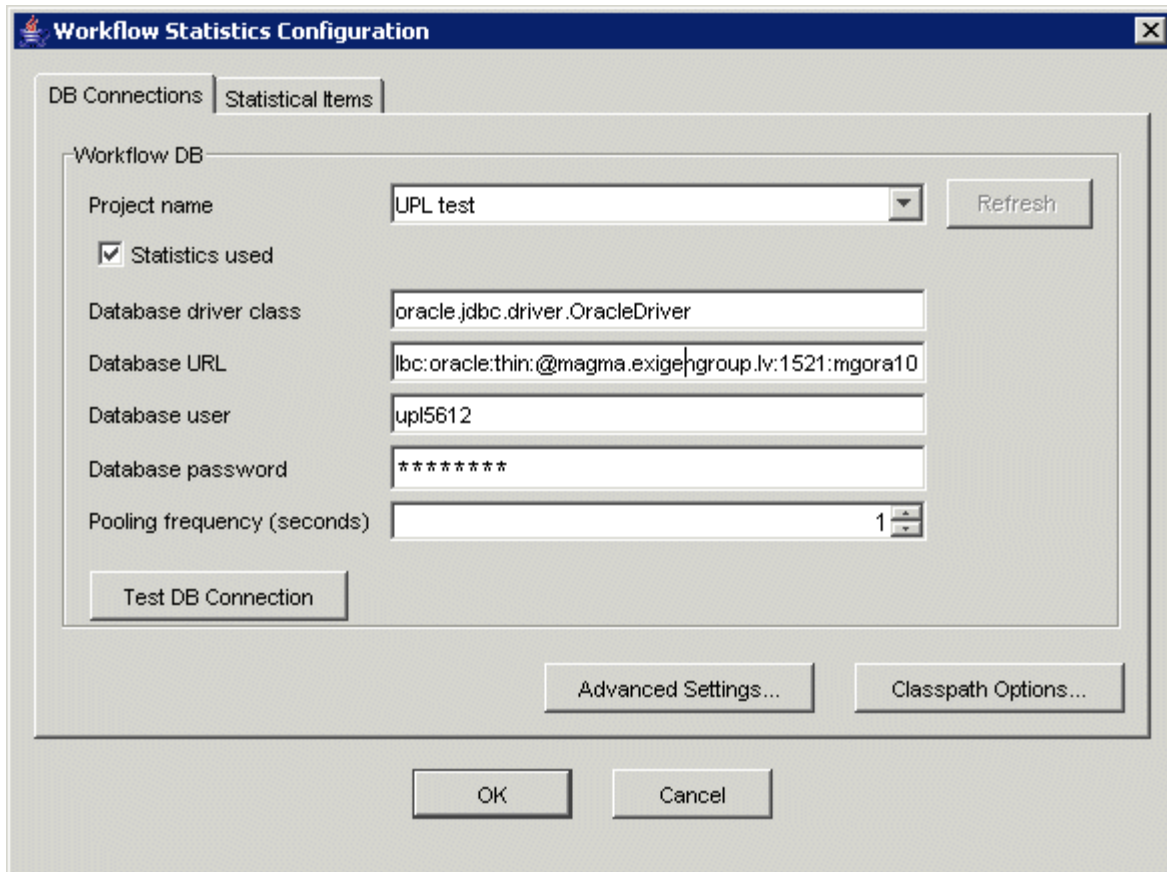 Workflow Statistics Configuration
DB Connections Statistical Items
Workflow DB
Project name UPL test Refresh
Statistics used
Database driver class oracle.jdbc.driver.OracleDriver
Database URL lbc:oracle:thin:@magma.exigengroup.lv:1521:mgora10
Database user upl5612
Database password ********
Pooling frequency (seconds) 1
Test DB Connection
Advanced Settings... Classpath Options...
OK Cancel